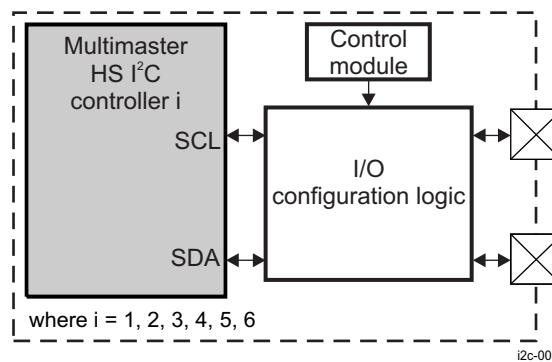 Multimaster
HS I²C
controller i
Control
module
SCL
I/O
configuration logic
SDA
where i = 1, 2, 3, 4, 5, 6
i2c-00